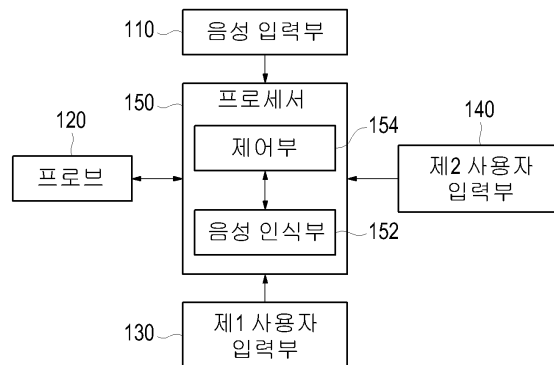 110
음성 입력부
150
프로세서
120
프로브
제어부
154
140
제2 사용자
입력부
음성 인식부
152
130
제1 사용자
입력부